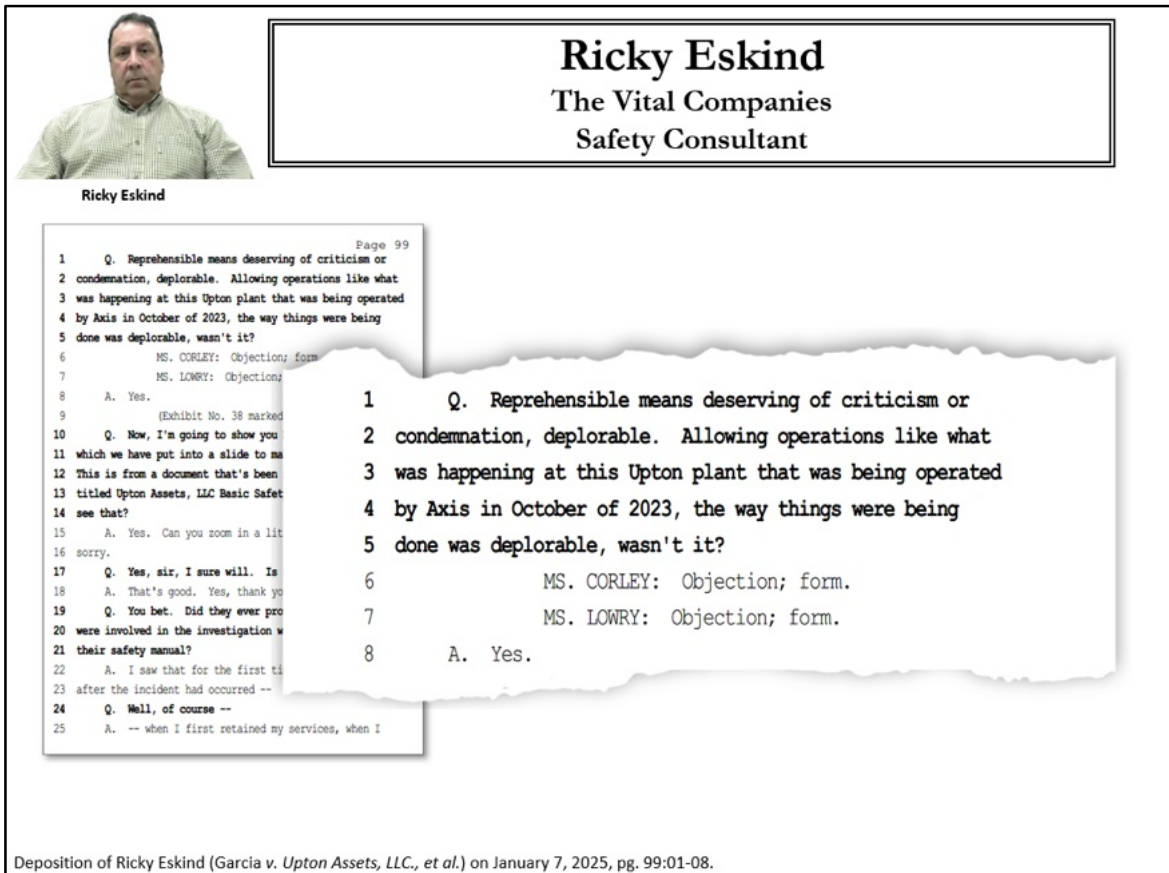 Ricky Eskind
The Vital Companies
Safety Consultant
Ricky Eskind
Page 99
1 Q. Reprehensible means deserving of criticism or
2 condemnation, deplorable. Allowing operations like what
3 was happening at this Upton plant that was being operated
4 by Axis in October of 2023, the way things were being
5 done was deplorable, wasn't it?
6 MS. CORLEY: Objection; form
7 MS. LOWRY: Objection;
8 A. Yes.
9 (Exhibit No. 38 marked
10 Q. Now, I'm going to show you
11 which we have put into a slide to ma
12 This is from a document that's been
13 titled Upton Assets, LLC Basic Safet
14 see that?
15 A. Yes. Can you zoom in a lit
16 sorry.
17 Q. Yes, sir, I sure will. Is
18 A. That's good. Yes, thank yo
19 Q. You bet. Did they ever pro
20 were involved in the investigation w
21 their safety manual?
22 A. I saw that for the first ti
23 after the incident had occurred --
24 Q. Well, of course --
25 A. -- when I first retained my services, when I
1 Q. Reprehensible means deserving of criticism or
2 condemnation, deplorable. Allowing operations like what
3 was happening at this Upton plant that was being operated
4 by Axis in October of 2023, the way things were being
5 done was deplorable, wasn't it?
6 MS. CORLEY: Objection; form.
7 MS. LOWRY: Objection; form.
8 A. Yes.
Deposition of Ricky Eskind (Garcia v. Upton Assets, LLC., et al.) on January 7, 2025, pg. 99:01-08.